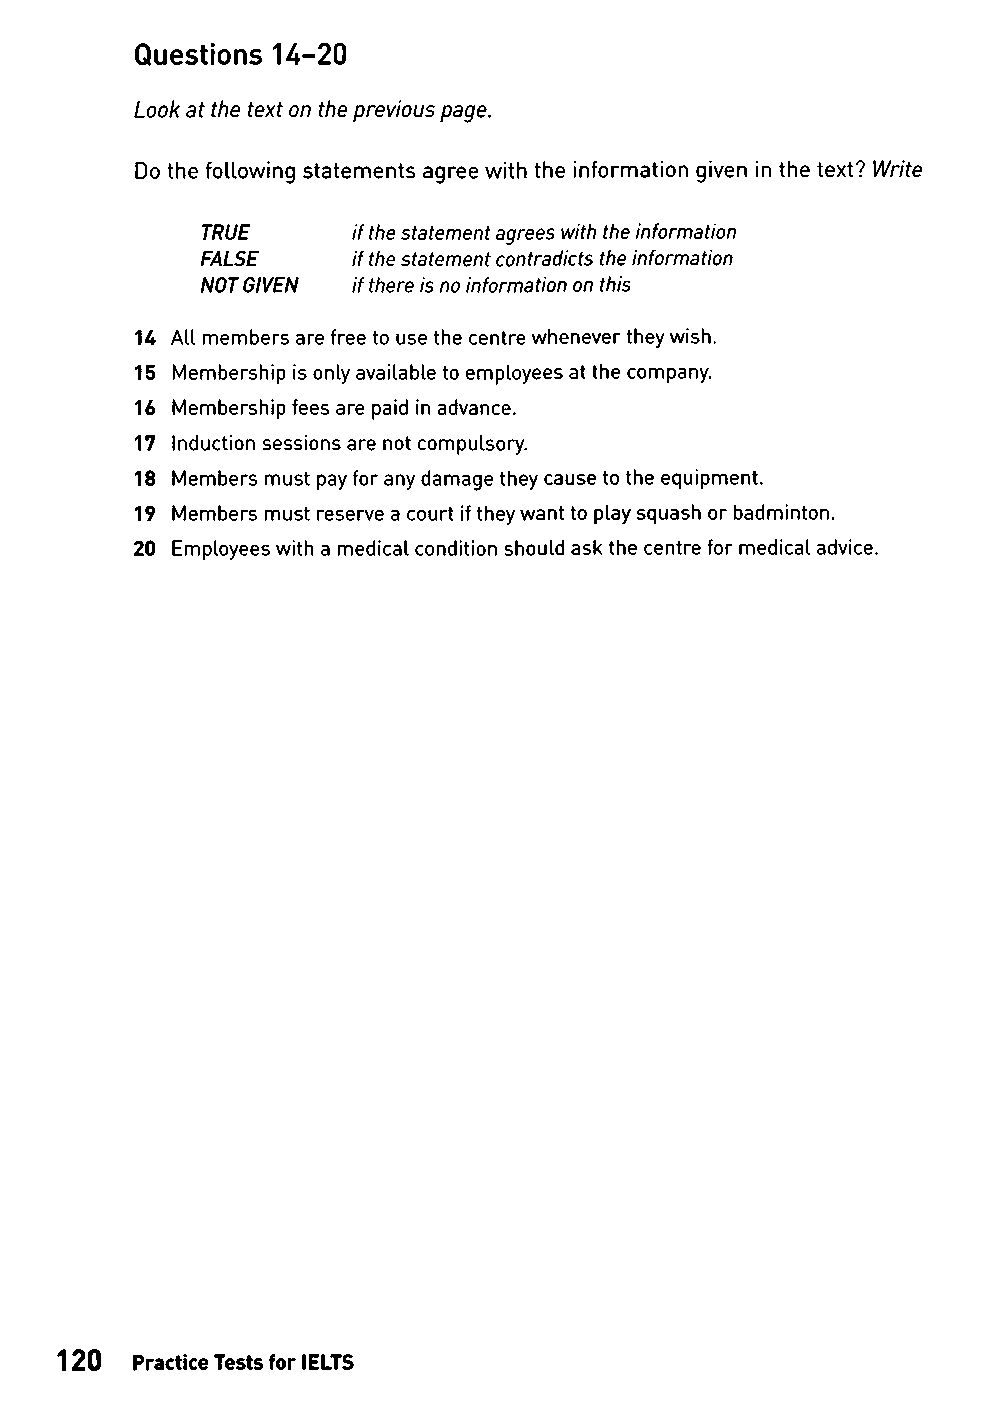 Questions 14–20
Look at the text on the previous page.
Do the following statements agree with the information given in the text? Write
TRUE if the statement agrees with the information
FALSE if the statement contradicts the information
NOT GIVEN if there is no information on this
14 All members are free to use the centre whenever they wish.
15 Membership is only available to employees at the company.
16 Membership fees are paid in advance.
17 Induction sessions are not compulsory.
18 Members must pay for any damage they cause to the equipment.
19 Members must reserve a court if they want to play squash or badminton.
20 Employees with a medical condition should ask the centre for medical advice.
120 Practice Tests for IELTS